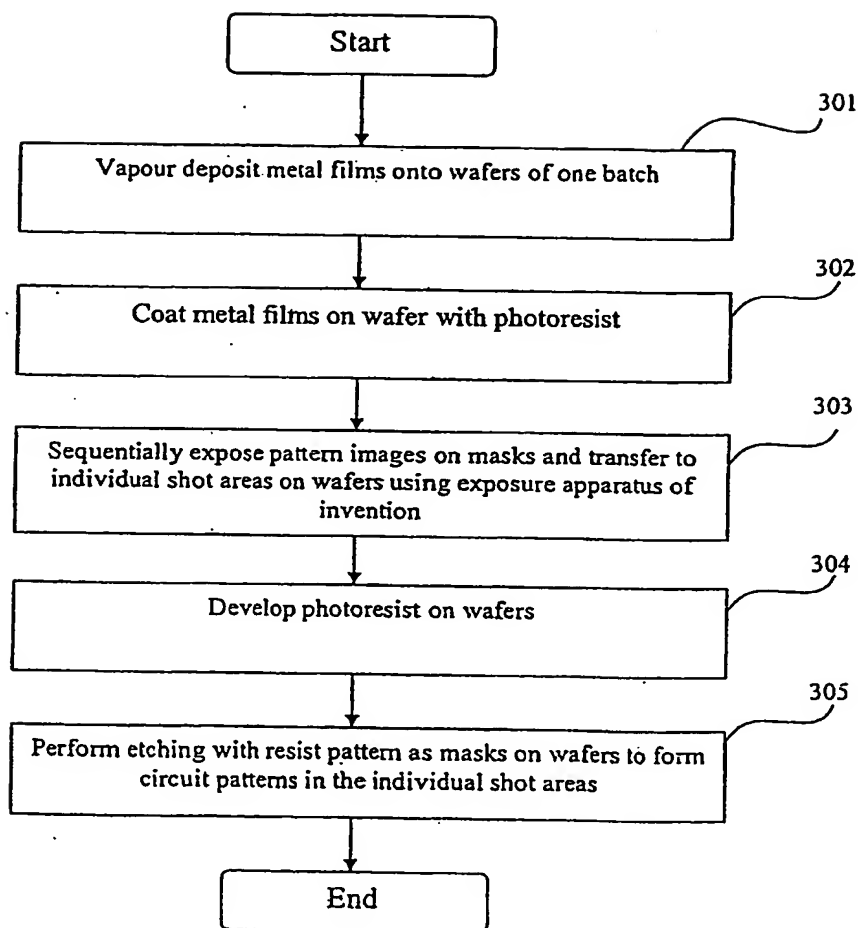 Start
301
Vapour deposit metal films onto wafers of one batch
302
Coat metal films on wafer with photoresist
303
Sequentially expose pattern images on masks and transfer to
individual shot areas on wafers using exposure apparatus of
invention
304
Develop photoresist on wafers
305
Perform etching with resist pattern as masks on wafers to form
circuit patterns in the individual shot areas
End